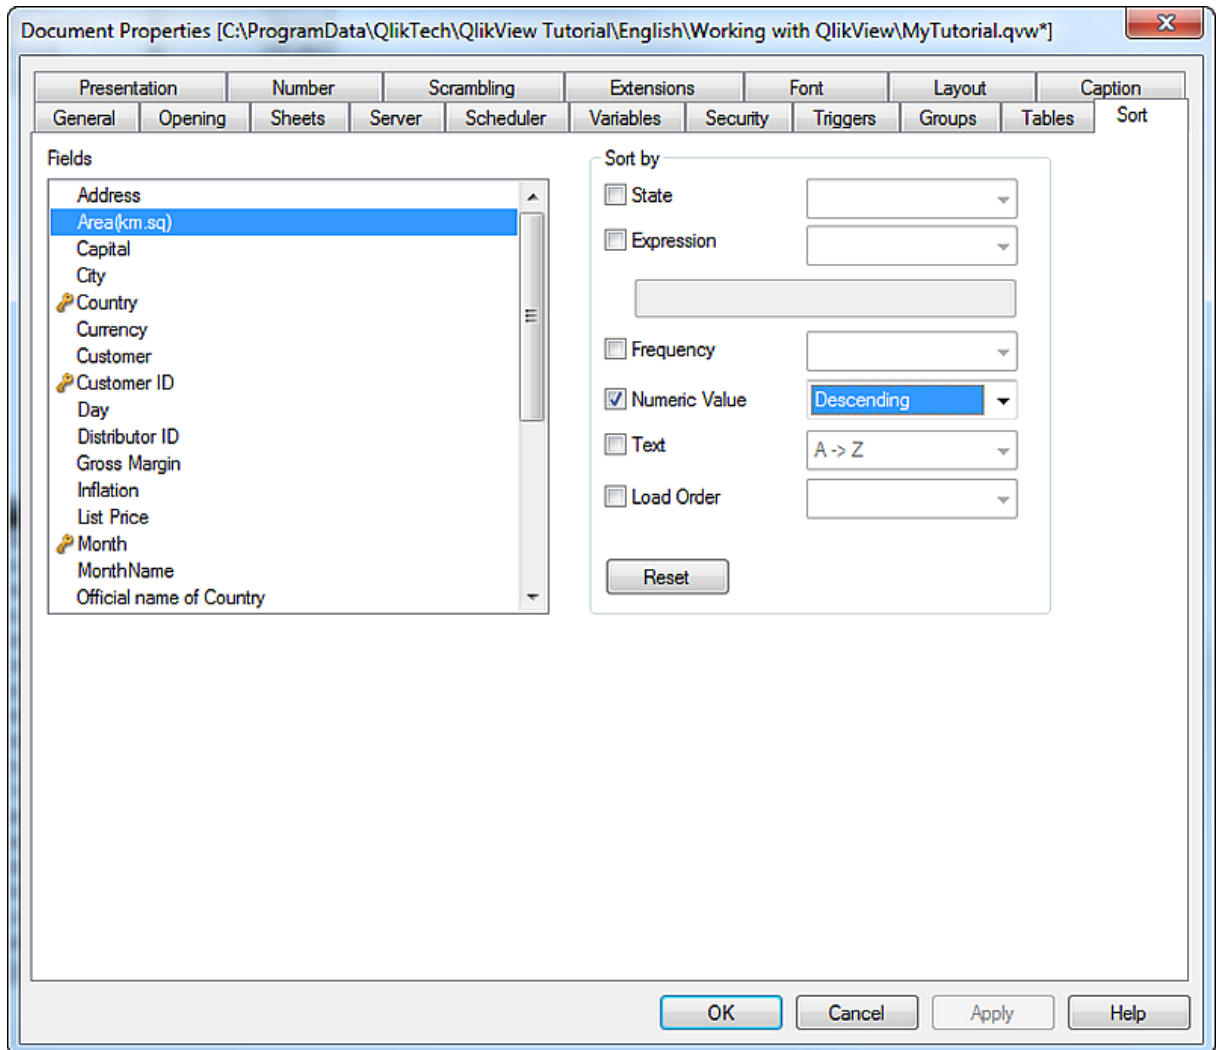 Document Properties [C:\ProgramData\QlikTech\QlikView Tutorial\English\Working with QlikView\MyTutorial.qvw*]
Presentation Number Scrambling Extensions Font Layout Caption
General Opening Sheets Server Scheduler Variables Security Triggers Groups Tables Sort
Fields
Address
Area(km.sq)
Capital
City
Country
Currency
Customer
Customer ID
Day
Distributor ID
Gross Margin
Inflation
List Price
Month
MonthName
Official name of Country
Sort by
State
Expression
Frequency
Numeric Value Descending
Text A -> Z
Load Order
Reset
OK Cancel Apply Help